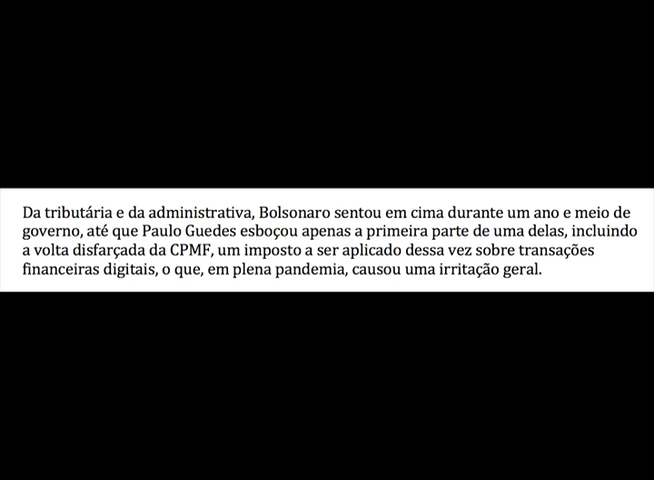 Da tributária e da administrativa, Bolsonaro sentou em cima durante um ano e meio de
governo, até que Paulo Guedes esboçou apenas a primeira parte de uma delas, incluindo
a volta disfarçada da CPMF, um imposto a ser aplicado dessa vez sobre transações
financeiras digitais, o que, em plena pandemia, causou uma irritação geral.